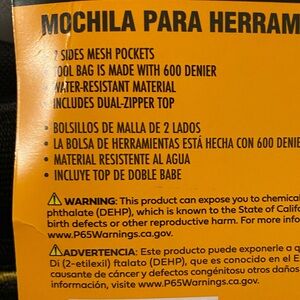 MOCHILA PARA HERRAM
2 SIDES MESH POCKETS
TOOL BAG IS MADE WITH 600 DENIER
WATER-RESISTANT MATERIAL
INCLUDES DUAL-ZIPPER TOP
• BOLSILLOS DE MALLA DE 2 LADOS
• LA BOLSA DE HERRAMIENTAS ESTÁ HECHA CON 600 DENIE
• MATERIAL RESISTENTE AL AGUA
• INCLUYE TOP DE DOBLE BABE
⚠ WARNING: This product can expose you to chemical
phthalate (DEHP), which is known to the State of Califo
birth defects or other reproductive harm. For more info
www.P65Warnings.ca.gov.
⚠ADVERTENCIA: Este producto puede exponerle a q
Di (2-etilexil) ftalato (DEHP), que es conocido en el E
causante de cáncer y defectos congénitosu otros daños
información, visite www.P65Warnings.ca.gov.